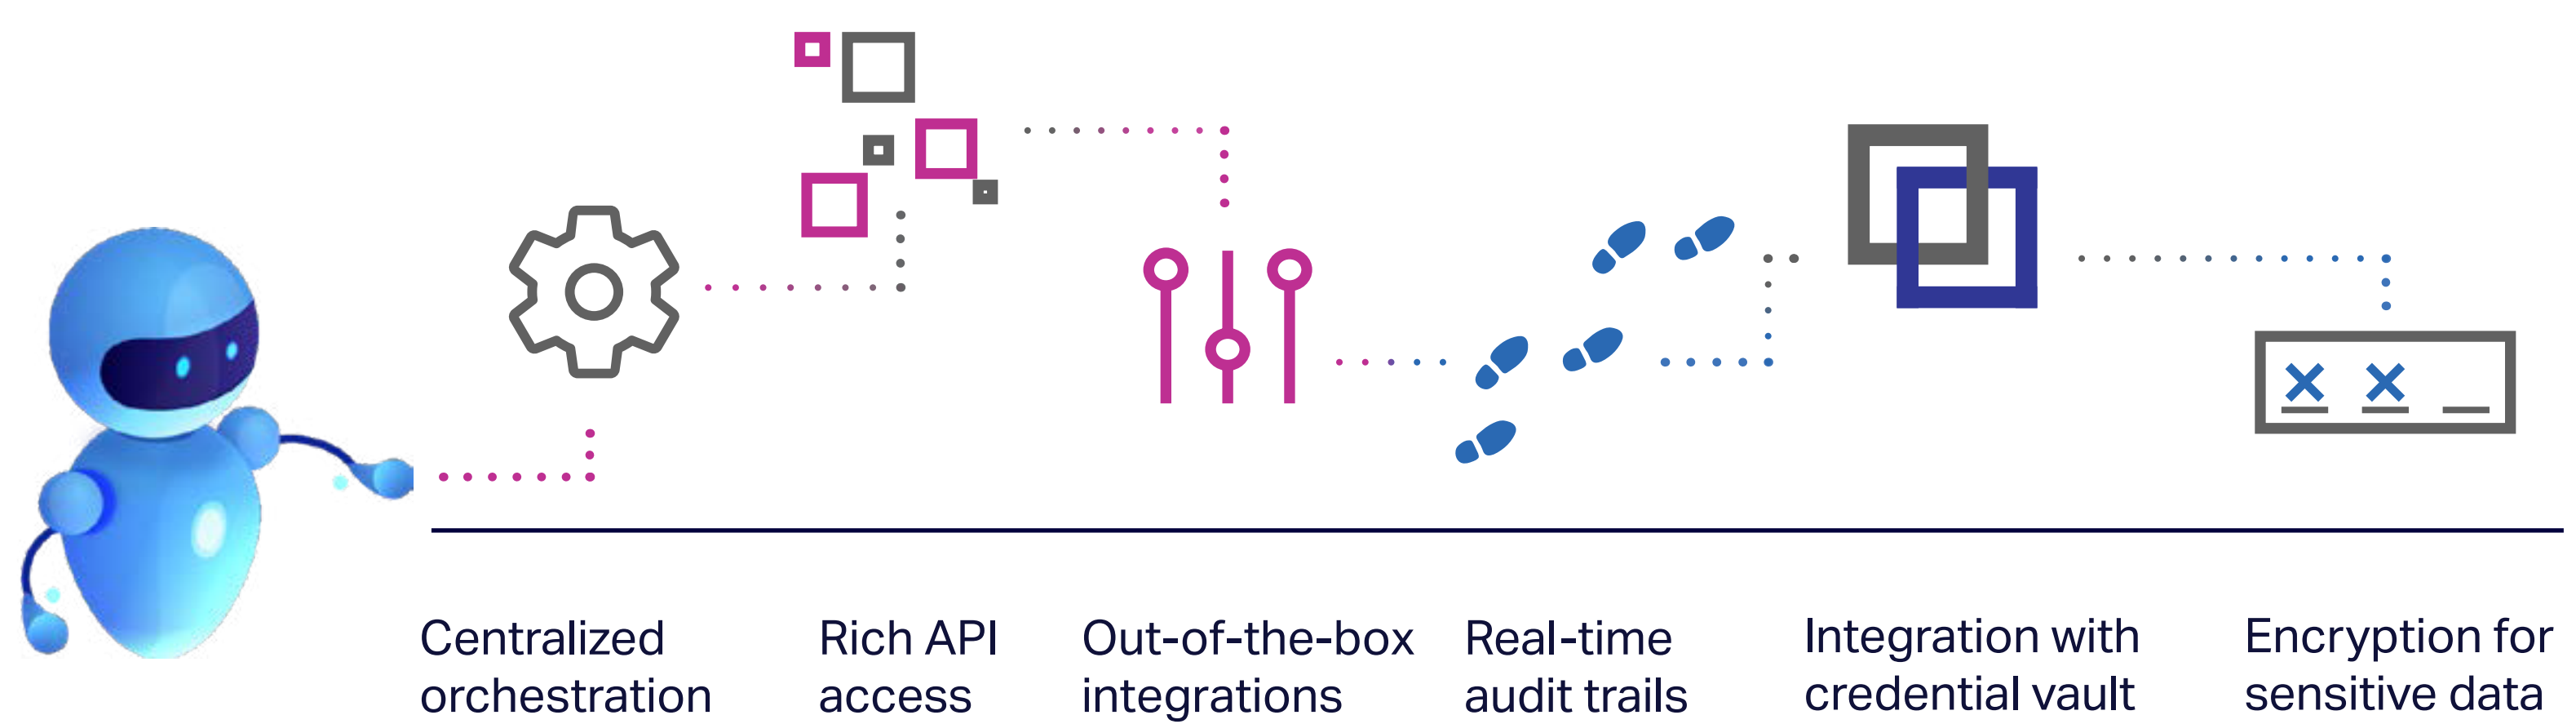 Centralized
orchestration
Rich API
access
Out-of-the-box
integrations
Real-time
audit trails
Integration with
credential vault
Encryption for
sensitive data